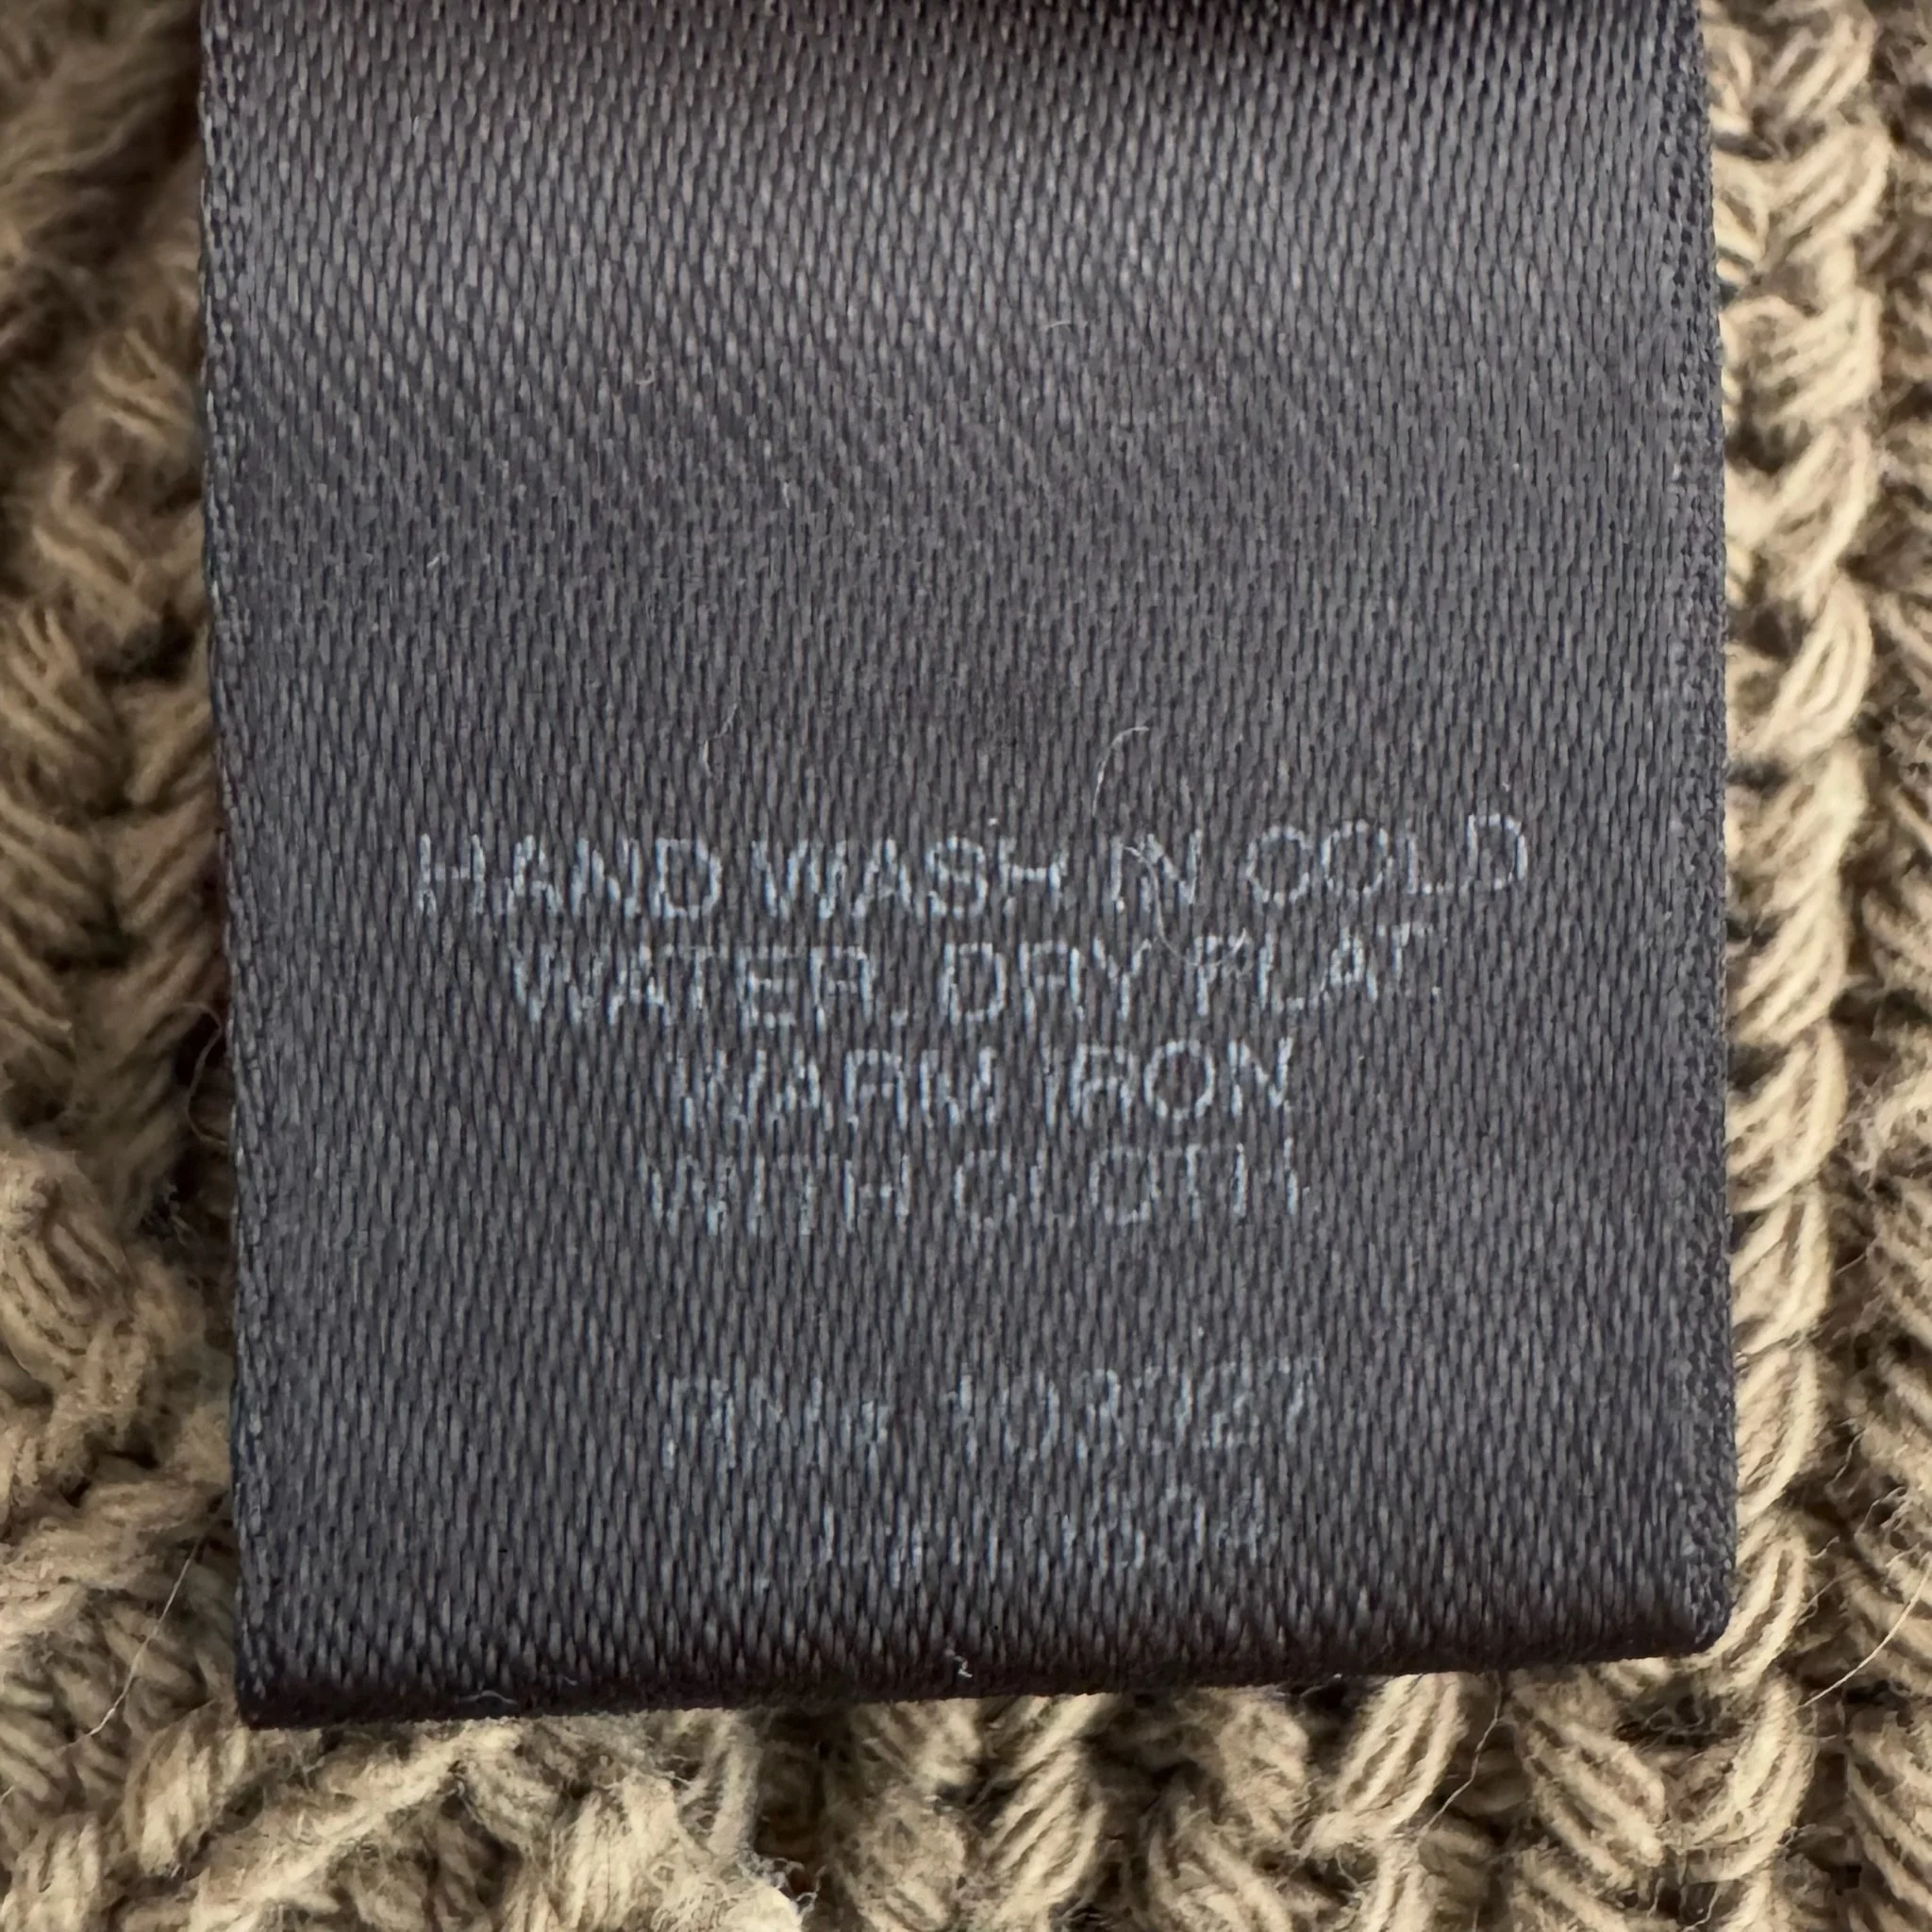 HAND WASH IN COLD
WATER. DRY FLAT.
WARM IRON
WITH CLOTH